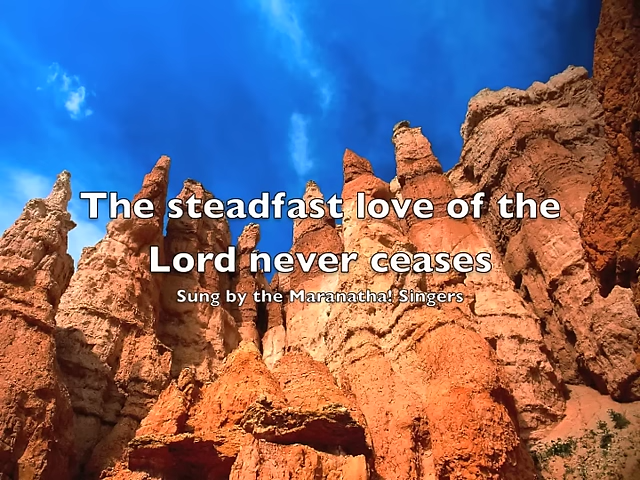 The steadfast love of the
Lord never ceases
Sung by the Maranatha! Singers